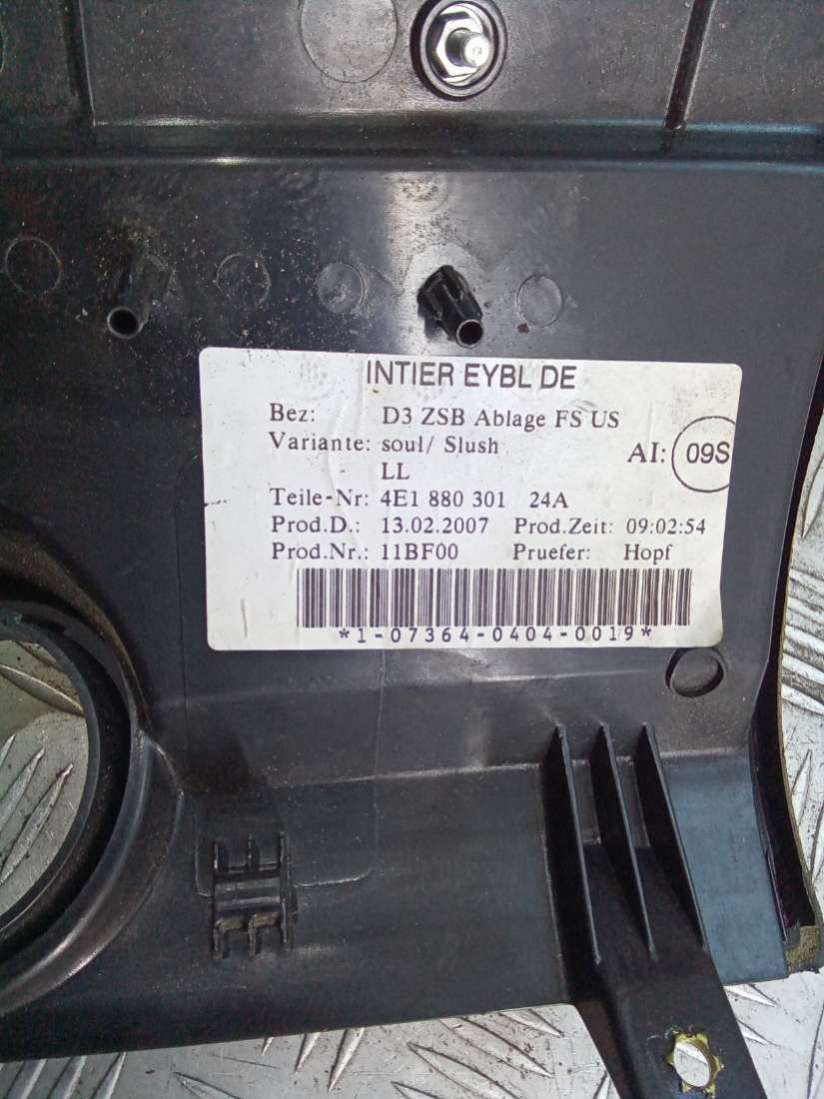 INTIER EYBL DE
Bez: D3 ZSB Ablage FS US
Variante: soul/ Slush AI: 09S
LL
Teile-Nr: 4E1 880 301 24A
Prod.D.: 13.02.2007 Prod.Zeit: 09:02:54
Prod.Nr.: 11BF00 Pruefer: Hopf
*1-07364-0404-0019*